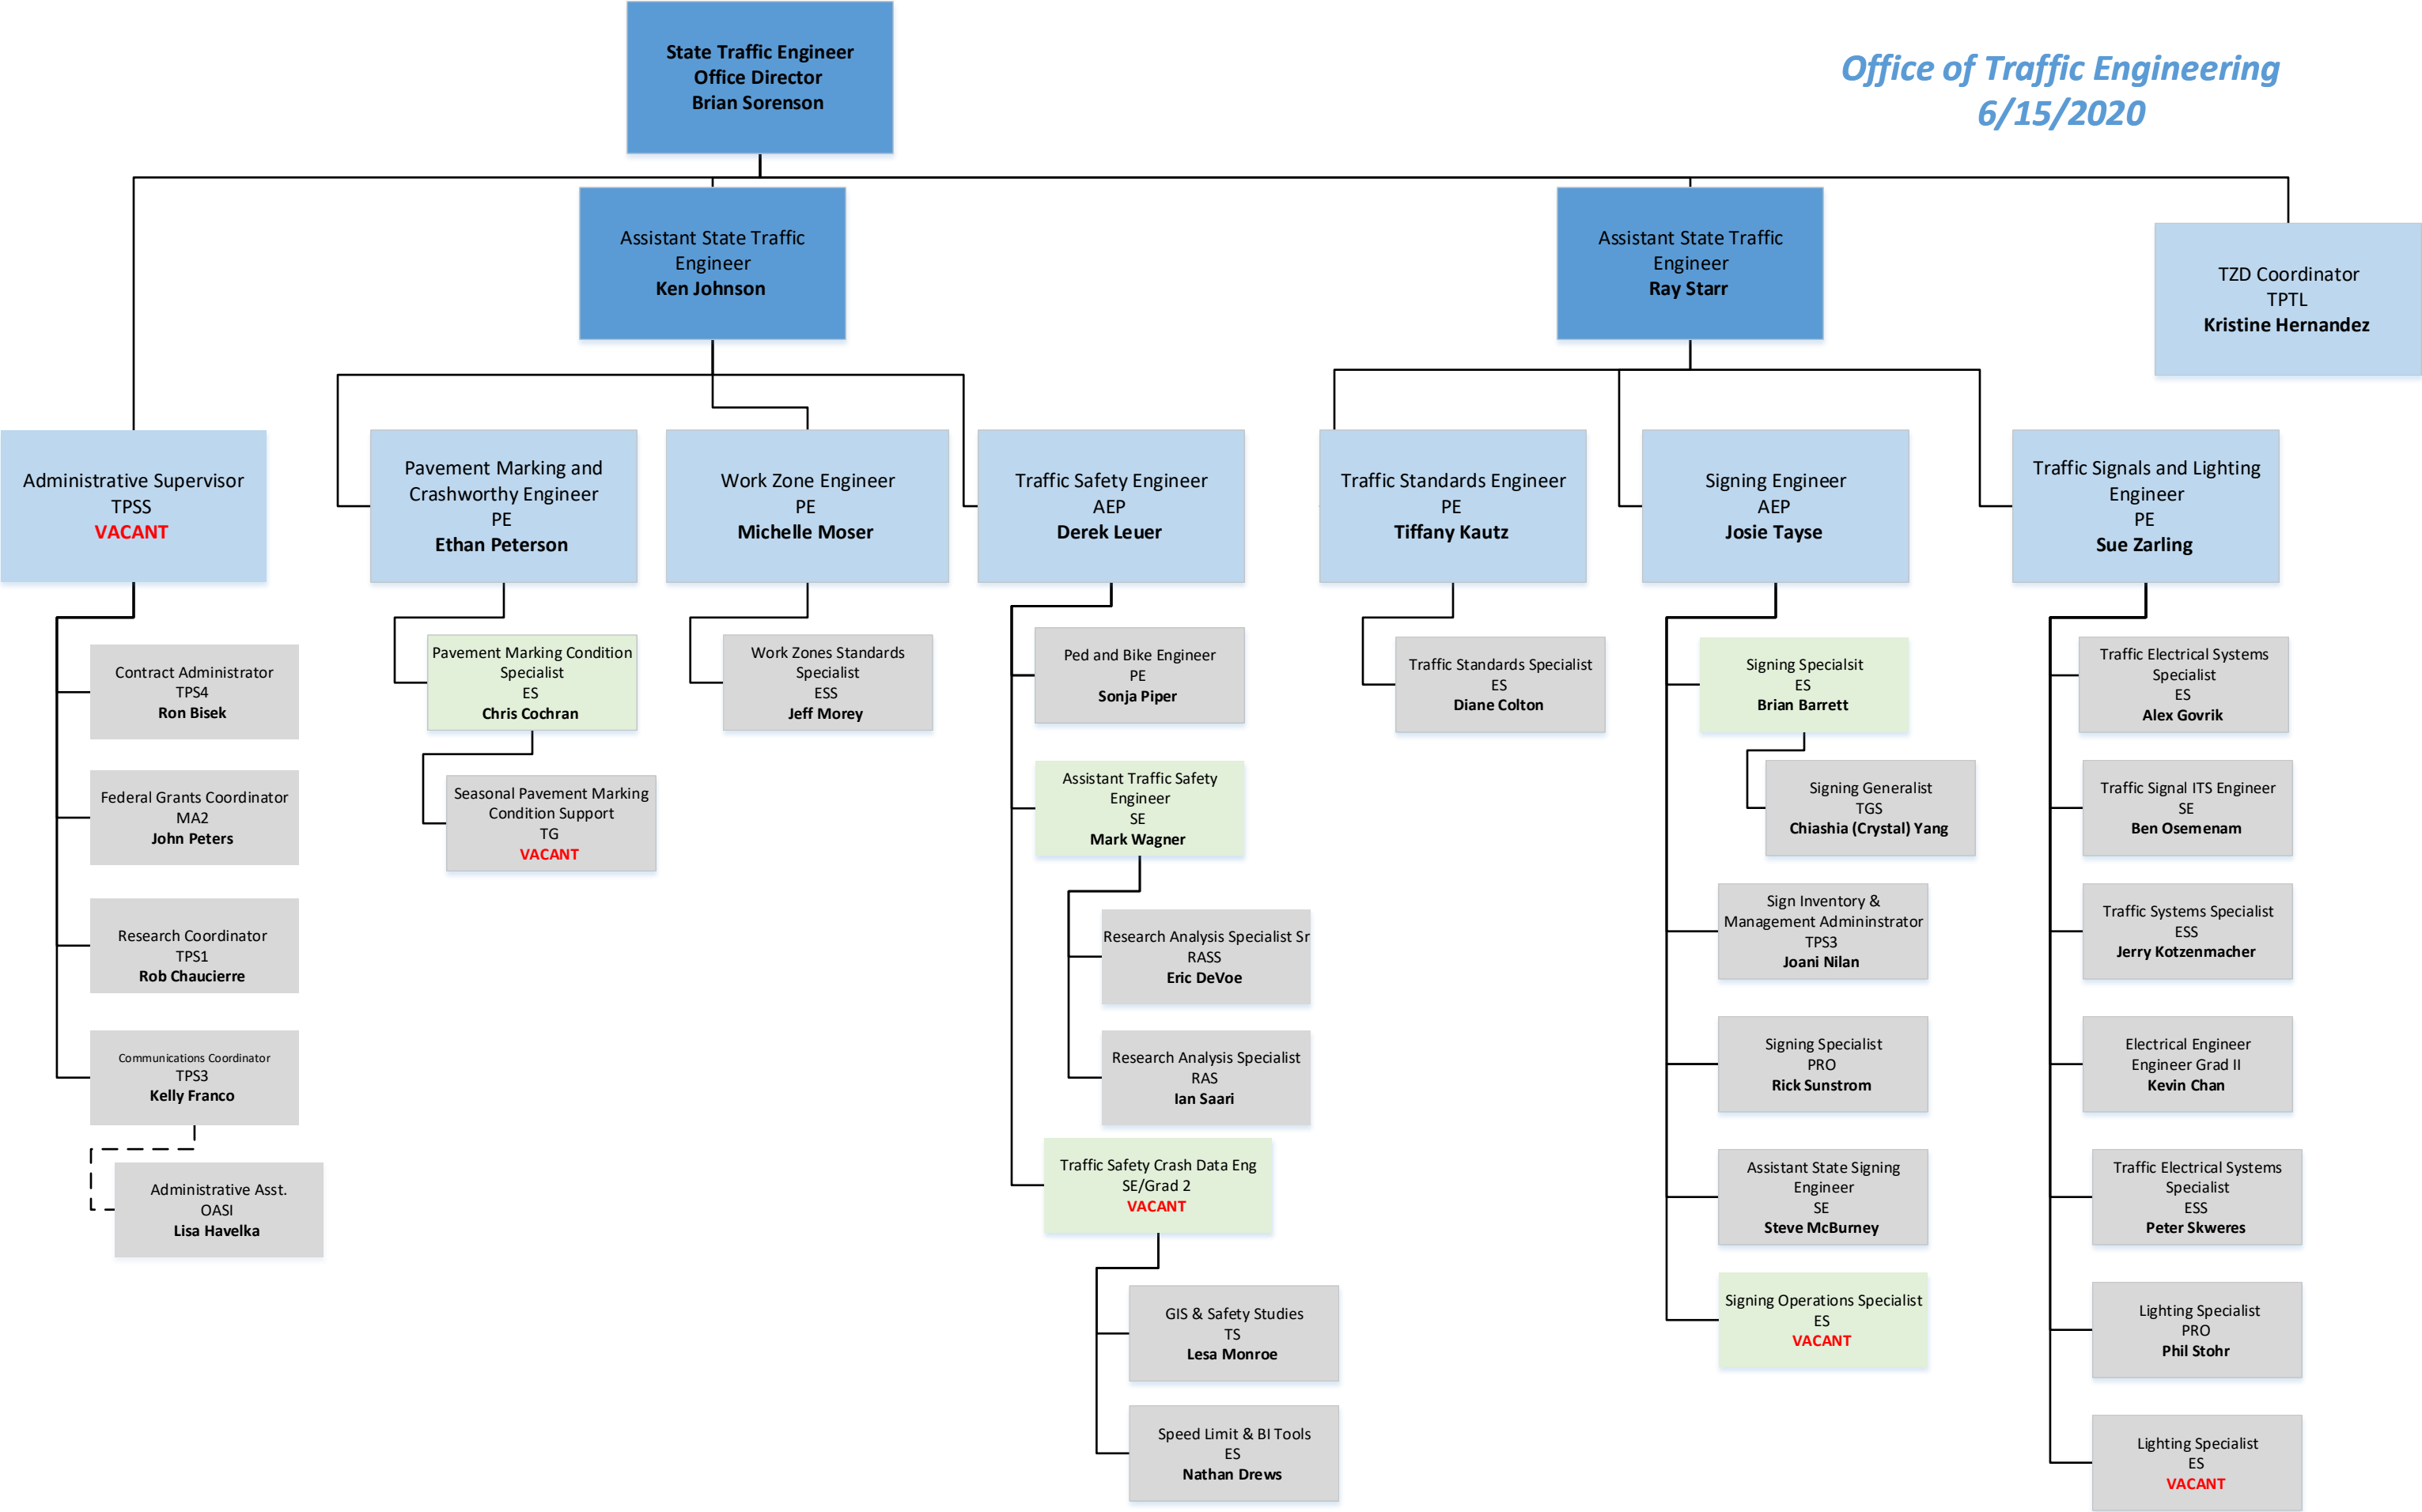 State Traffic Engineer
Office Director
Brian Sorenson
Office of Traffic Engineering
6/15/2020
Assistant State Traffic
Engineer
Ken Johnson
Assistant State Traffic
Engineer
Ray Starr
TZD Coordinator
TPTL
Kristine Hernandez
Administrative Supervisor
TPSS
VACANT
Pavement Marking and
Crashworthy Engineer
PE
Ethan Peterson
Work Zone Engineer
PE
Michelle Moser
Traffic Safety Engineer
AEP
Derek Leuer
Traffic Standards Engineer
PE
Tiffany Kautz
Signing Engineer
AEP
Josie Tayse
Traffic Signals and Lighting
Engineer
PE
Sue Zarling
Contract Administrator
TPS4
Ron Bisek
Federal Grants Coordinator
MA2
John Peters
Research Coordinator
TPS1
Rob Chaucierre
Communications Coordinator
TPS3
Kelly Franco
Administrative Asst.
OASI
Lisa Havelka
Pavement Marking Condition
Specialist
ES
Chris Cochran
Seasonal Pavement Marking
Condition Support
TG
VACANT
Work Zones Standards
Specialist
ESS
Jeff Morey
Ped and Bike Engineer
PE
Sonja Piper
Assistant Traffic Safety
Engineer
SE
Mark Wagner
Research Analysis Specialist Sr
RASS
Eric DeVoe
Research Analysis Specialist
RAS
Ian Saari
Traffic Safety Crash Data Eng
SE/Grad 2
VACANT
GIS & Safety Studies
TS
Lesa Monroe
Speed Limit & BI Tools
ES
Nathan Drews
Traffic Standards Specialist
ES
Diane Colton
Signing Specialsit
ES
Brian Barrett
Signing Generalist
TGS
Chiashia (Crystal) Yang
Sign Inventory &
Management Admininstrator
TPS3
Joani Nilan
Signing Specialist
PRO
Rick Sunstrom
Assistant State Signing
Engineer
SE
Steve McBurney
Signing Operations Specialist
ES
VACANT
Traffic Electrical Systems
Specialist
ES
Alex Govrik
Traffic Signal ITS Engineer
SE
Ben Osemenam
Traffic Systems Specialist
ESS
Jerry Kotzenmacher
Electrical Engineer
Engineer Grad II
Kevin Chan
Traffic Electrical Systems
Specialist
ESS
Peter Skweres
Lighting Specialist
PRO
Phil Stohr
Lighting Specialist
ES
VACANT